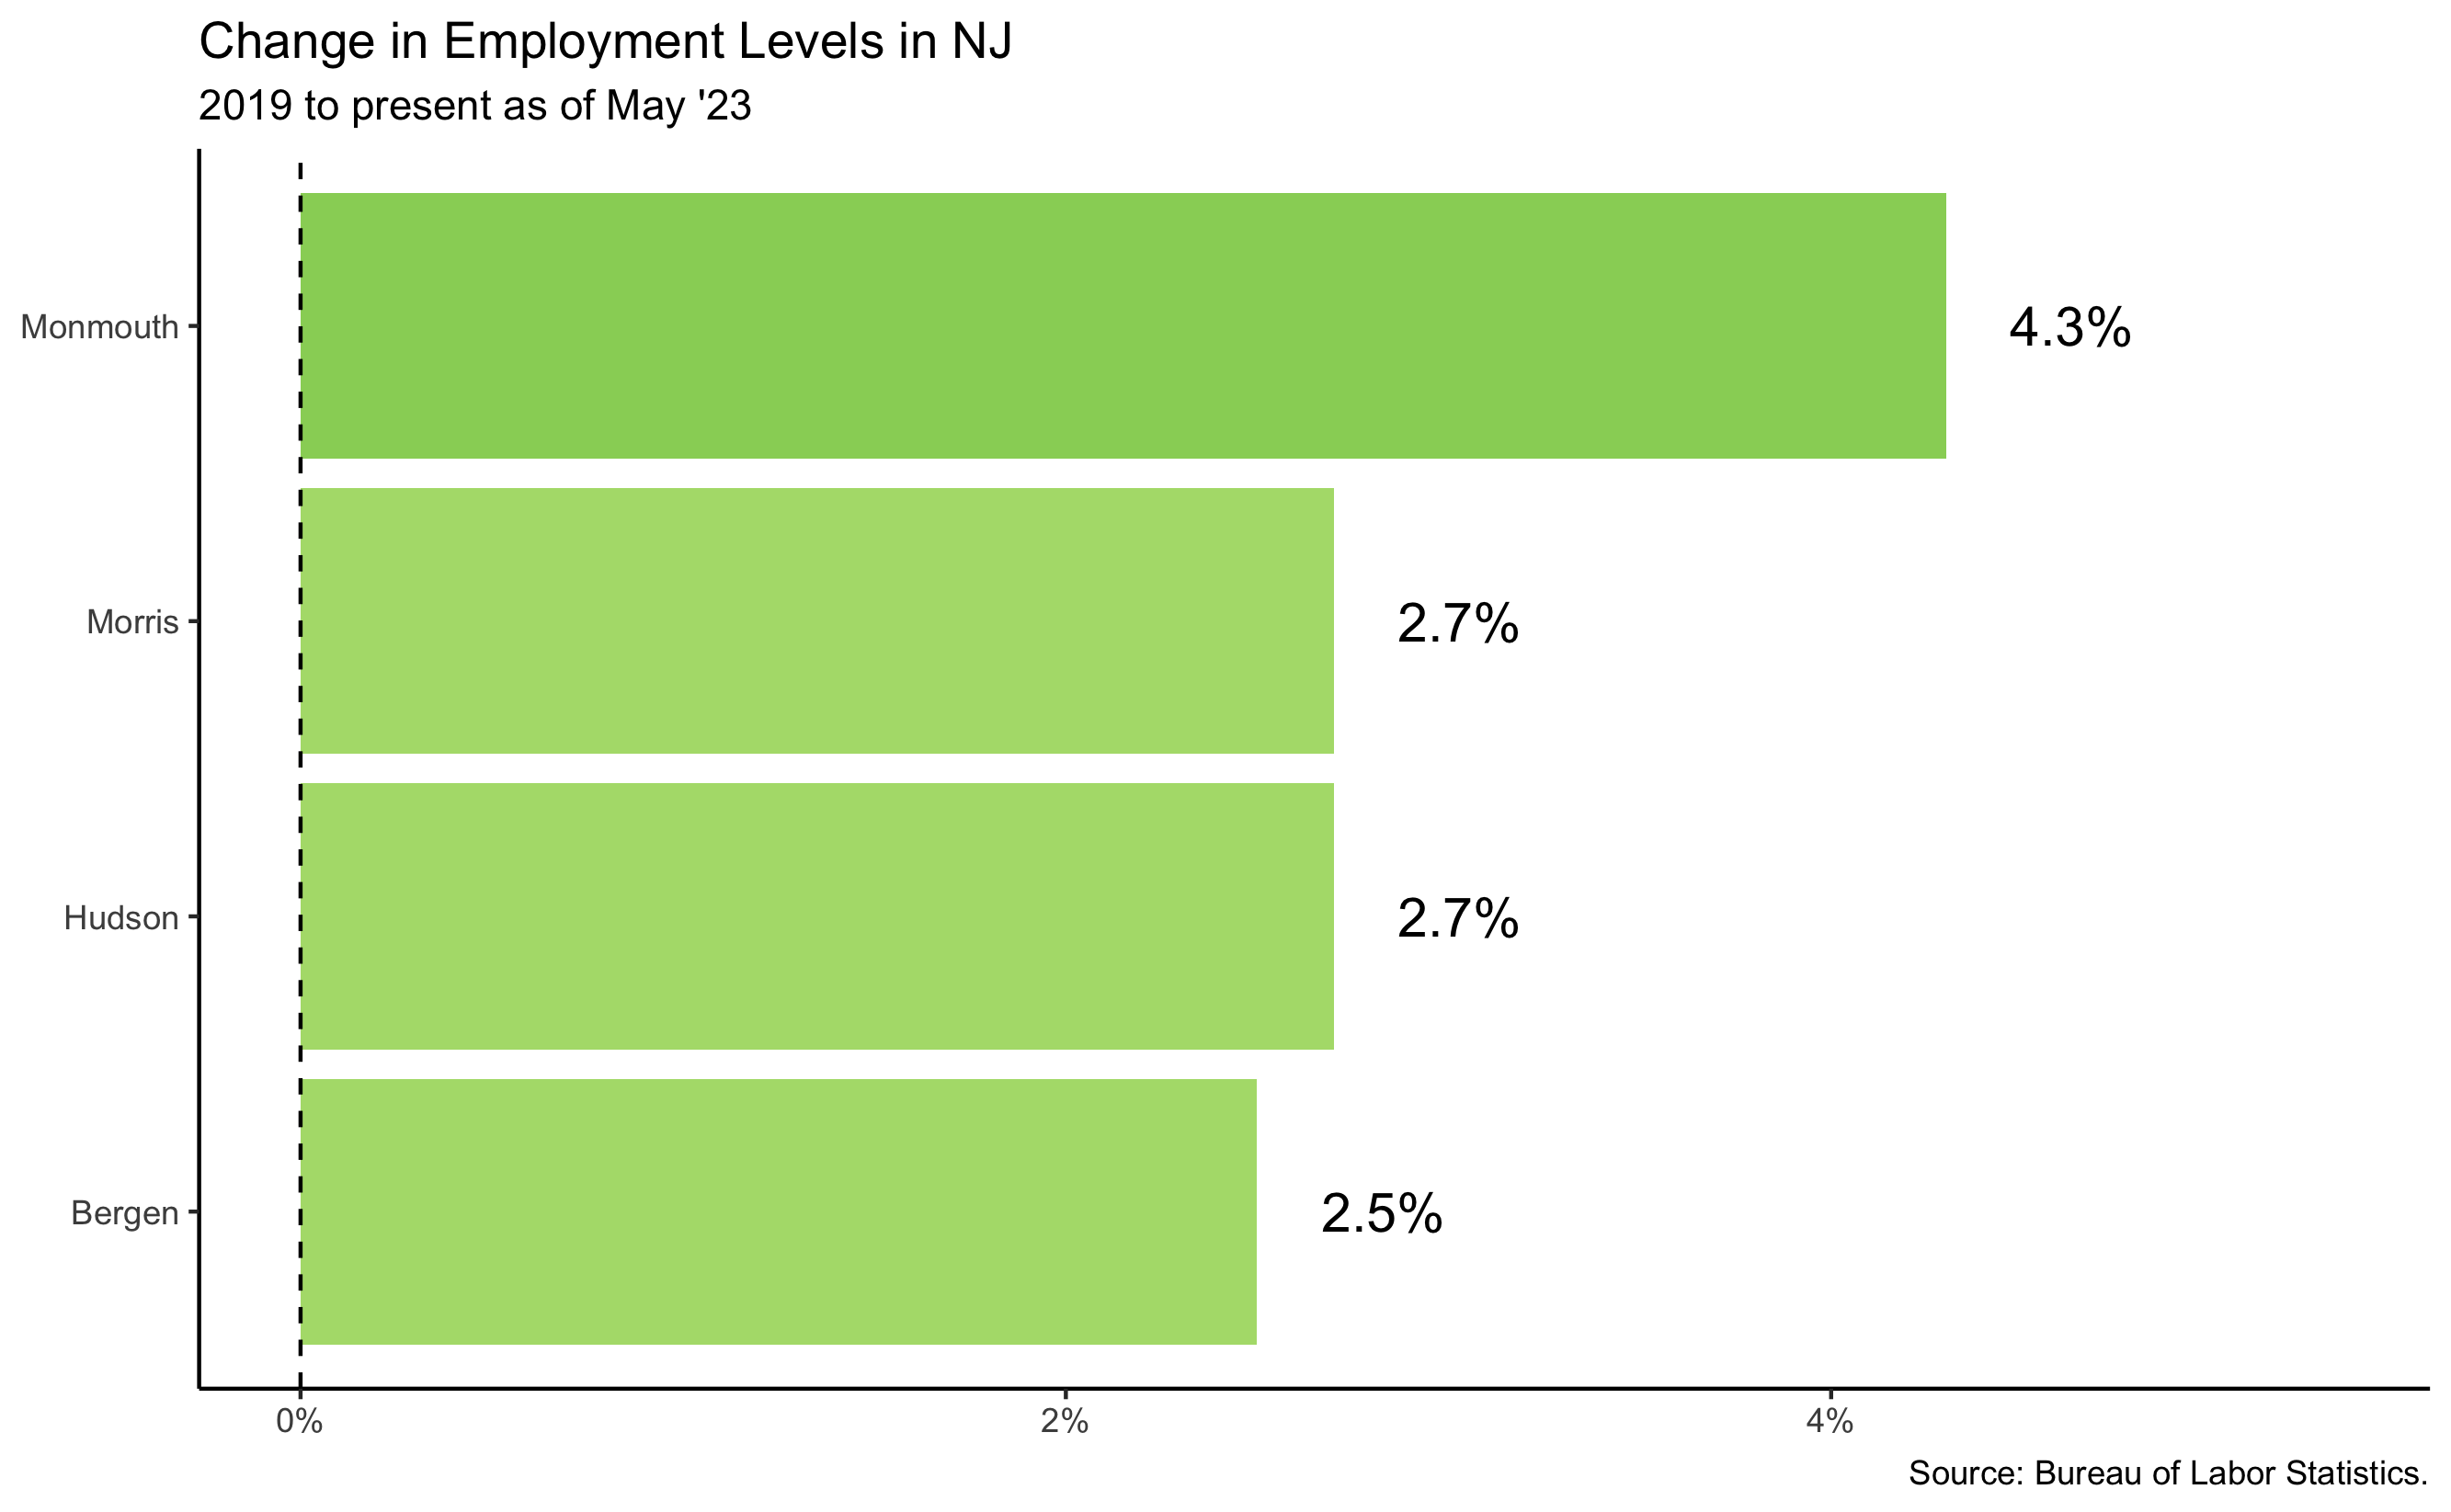 Change in Employment Levels in NJ
2019 to present as of May '23
Monmouth
4.3%
Morris
2.7%
Hudson
2.7%
Bergen
2.5%
0%
2%
4%
Source: Bureau of Labor Statistics.